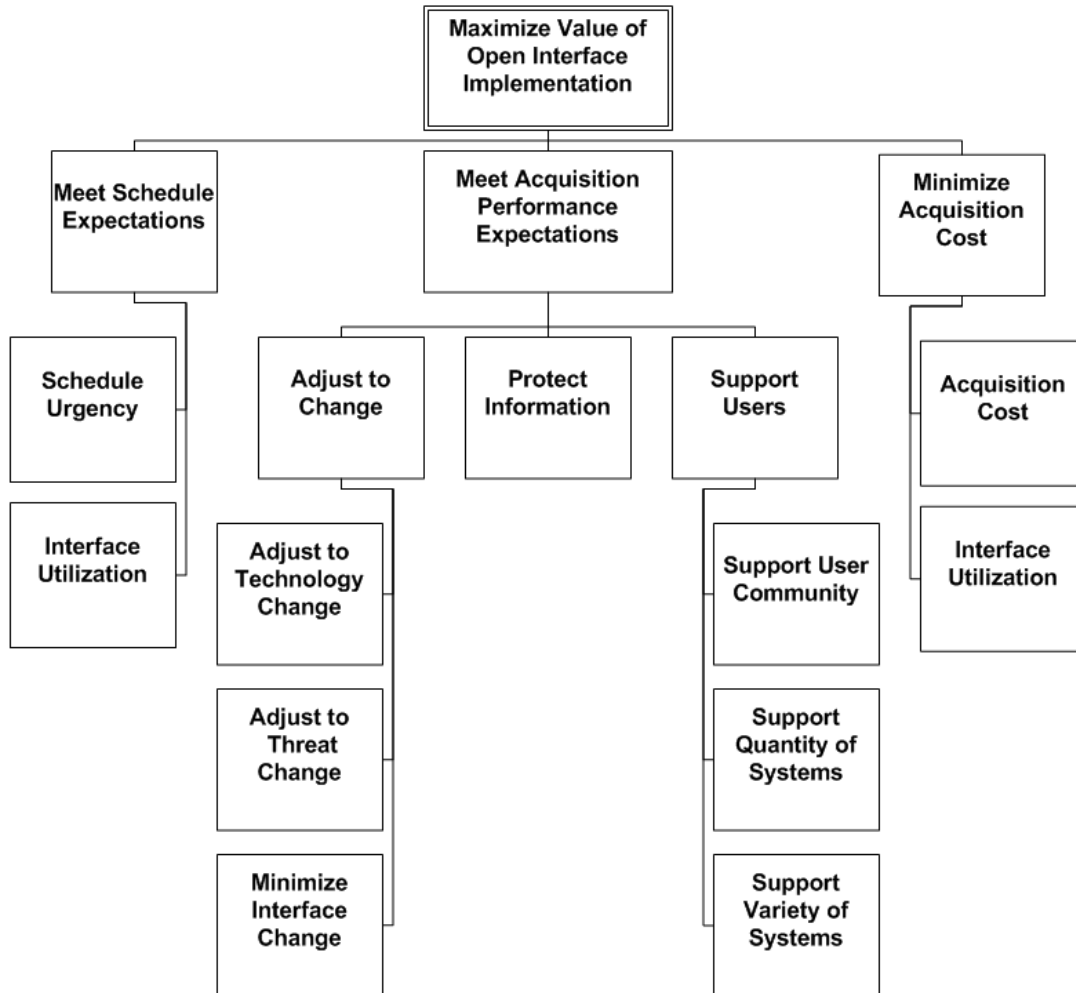 Maximize Value of
Open Interface
Implementation
Meet Schedule
Expectations
Meet Acquisition
Performance
Expectations
Minimize
Acquisition
Cost
Schedule
Urgency
Adjust to
Change
Protect
Information
Support
Users
Acquisition
Cost
Interface
Utilization
Adjust to
Technology
Change
Support User
Community
Interface
Utilization
Adjust to
Threat
Change
Support
Quantity of
Systems
Minimize
Interface
Change
Support
Variety of
Systems